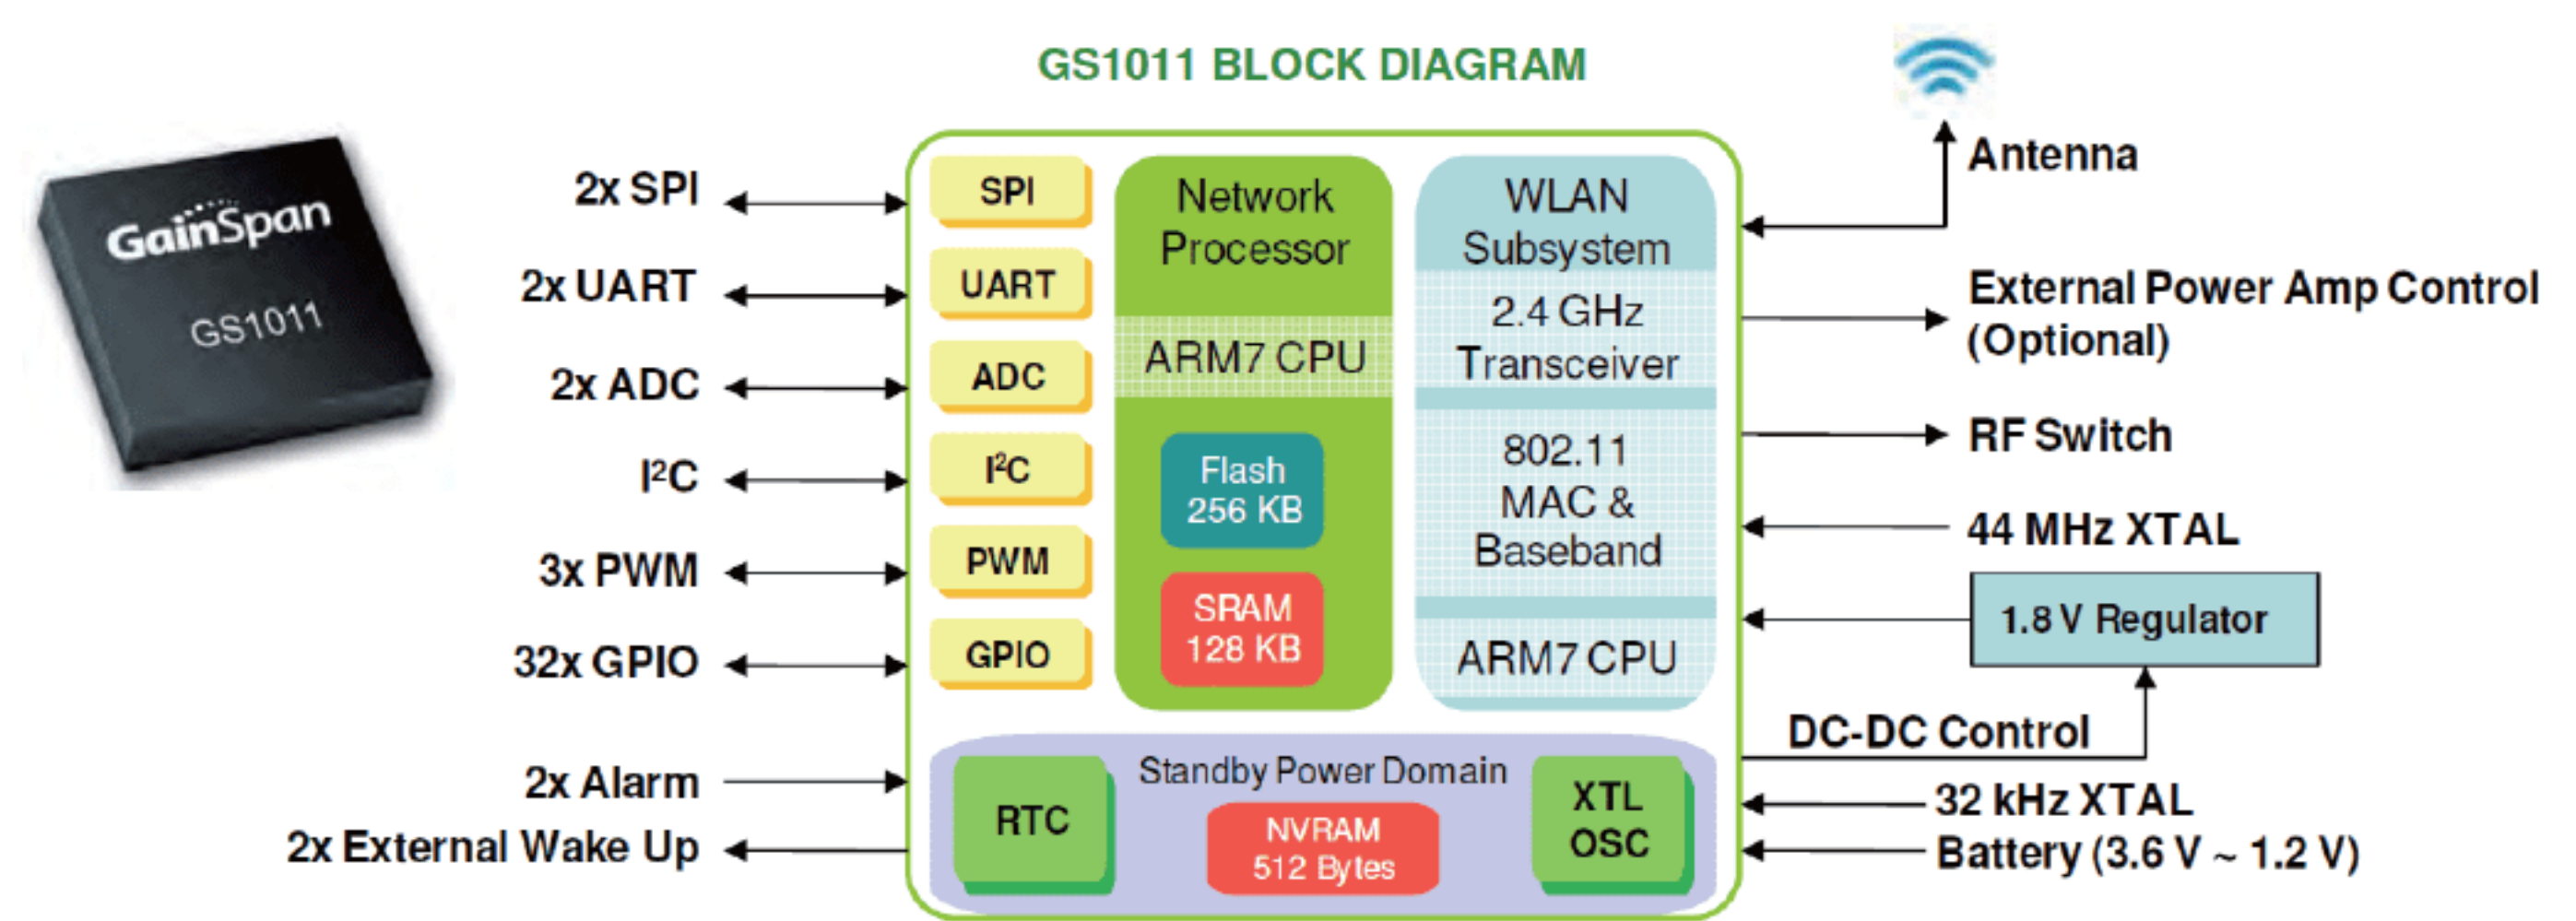 GS1011 BLOCK DIAGRAM
GainSpan
GS1011
2x SPI
2x UART
2x ADC
I²C
3x PWM
32x GPIO
2x Alarm
2x External Wake Up
SPI
UART
ADC
I²C
PWM
GPIO
Network
Processor
ARM7 CPU
Flash
256 KB
SRAM
128 KB
WLAN
Subsystem
2.4 GHz
Transceiver
802.11
MAC &
Baseband
ARM7 CPU
Standby Power Domain
RTC
NVRAM
512 Bytes
XTL
OSC
Antenna
External Power Amp Control
(Optional)
RF Switch
44 MHz XTAL
1.8 V Regulator
DC-DC Control
32 kHz XTAL
Battery (3.6 V ~ 1.2 V)